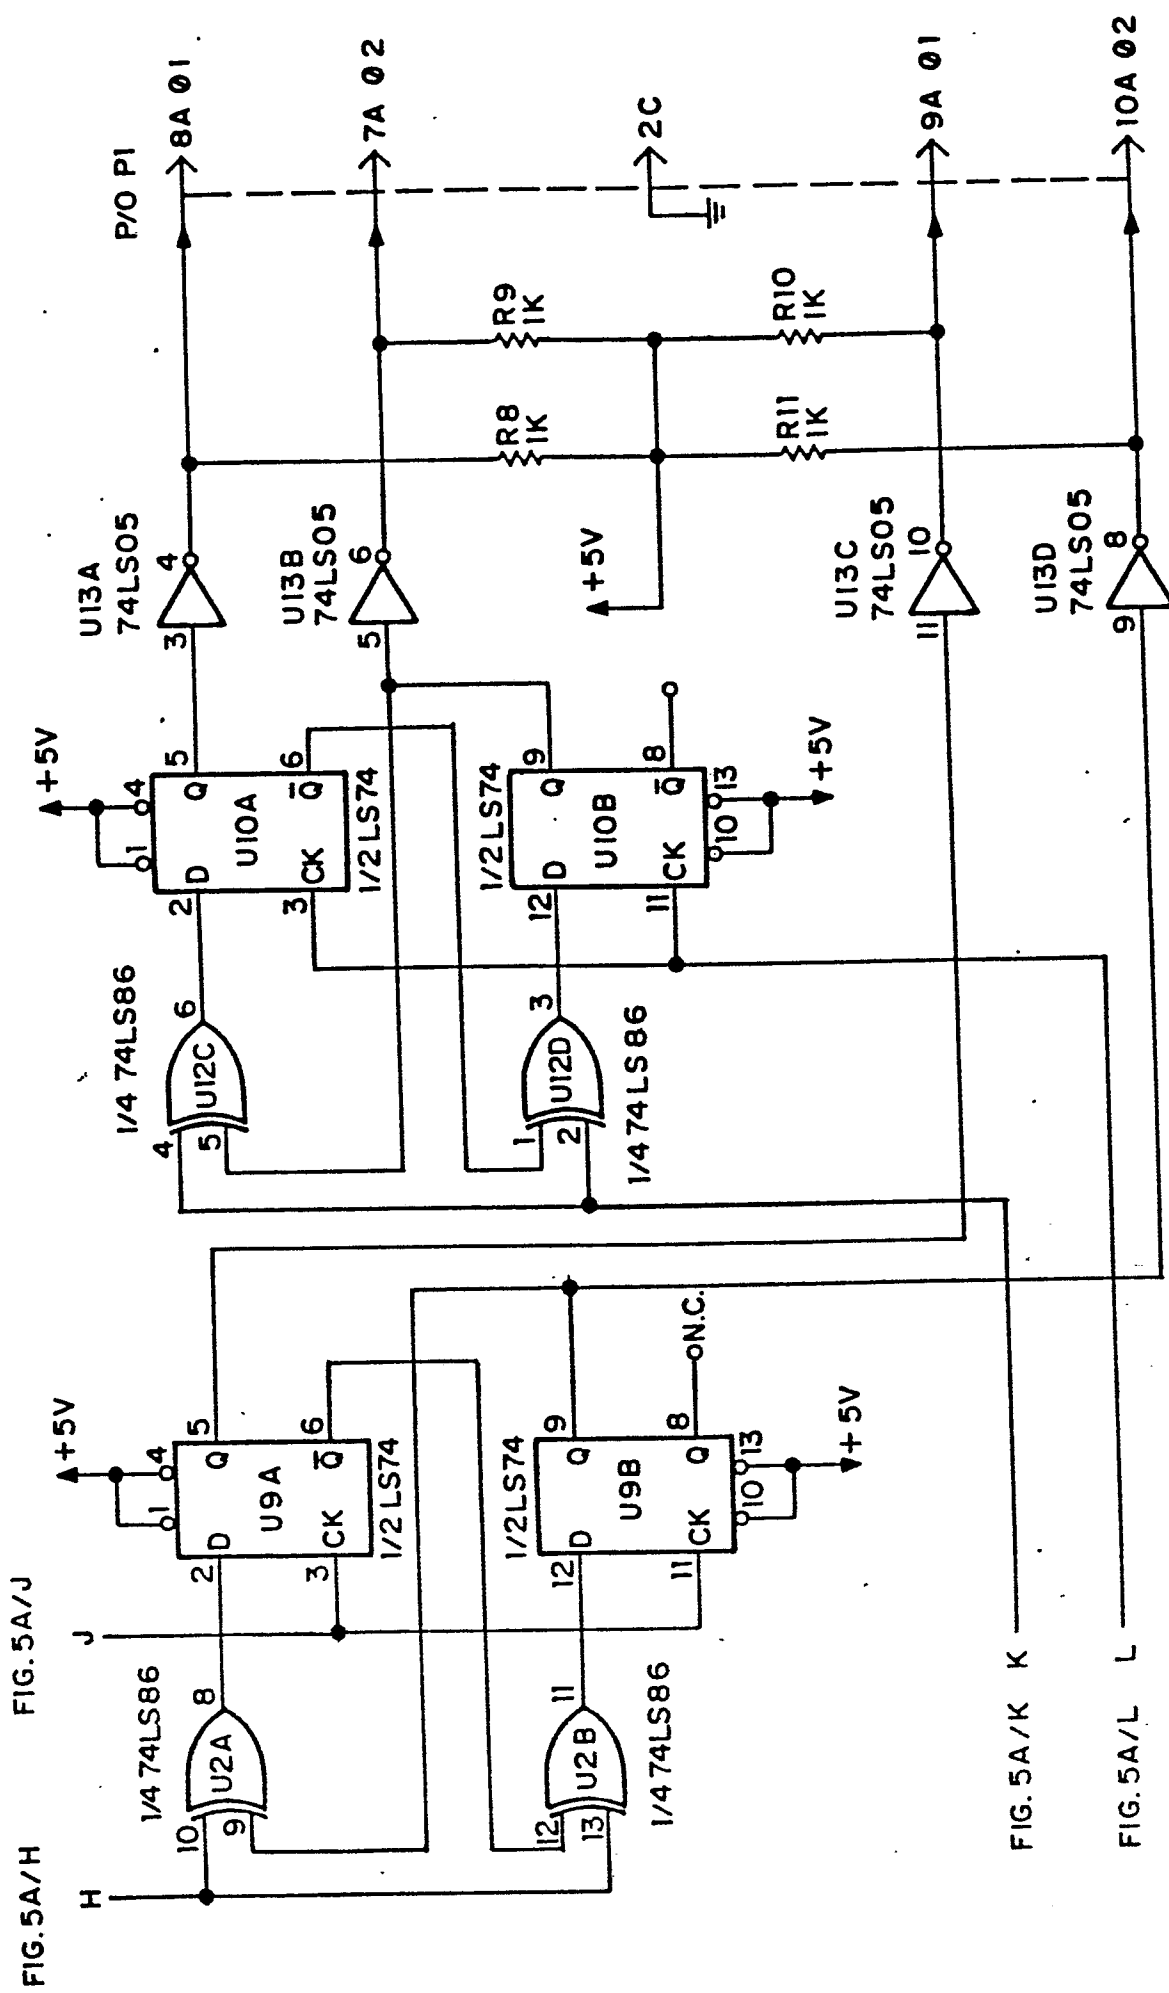 FIG. 5A/H
H
FIG. 5A/J
J
1/4 74LS86
10
9
U2A
8
2
D
3
CK
U9A
1
4
+5V
Q
5
Q̅
6
1/2 LS74
12
13
U2B
11
1/4 74LS86
1/2LS74
12
D
11
CK
U9B
Q
9
Q
8
N.C.
10
13
+5V
1/4 74LS86
4
5
U12C
6
2
D
3
CK
U10A
1
4
+5V
Q
5
Q̅
6
1/2 LS74
1
2
U12D
3
1/4 74LS86
1/2 LS74
12
D
11
CK
U10B
Q
9
Q̅
8
10
13
+5V
U13A
74LS05
3
4
U13B
74LS05
5
6
+5V
U13C
74LS05
11
10
U13D
74LS05
9
8
R8
1K
R9
1K
R11
1K
R10
1K
P/O P1
8A 01
7A 02
2C
9A 01
10A 02
FIG. 5A/K K
FIG. 5A/L L